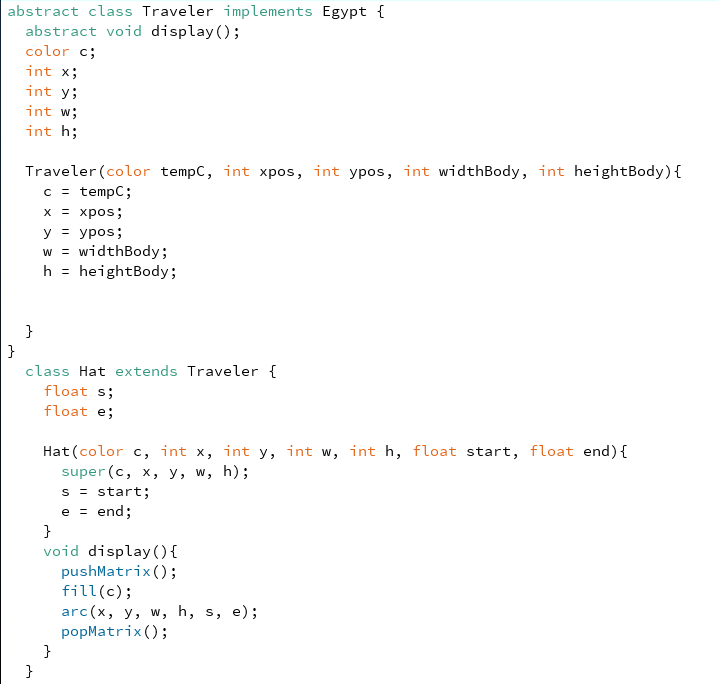 abstract class Traveler implements Egypt {
  abstract void display();
  color c;
  int x;
  int y;
  int w;
  int h;

  Traveler(color tempC, int xpos, int ypos, int widthBody, int heightBody){
    c = tempC;
    x = xpos;
    y = ypos;
    w = widthBody;
    h = heightBody;


  }
}
  class Hat extends Traveler {
    float s;
    float e;

    Hat(color c, int x, int y, int w, int h, float start, float end){
      super(c, x, y, w, h);
      s = start;
      e = end;
    }
    void display(){
      pushMatrix();
      fill(c);
      arc(x, y, w, h, s, e);
      popMatrix();
    }
  }